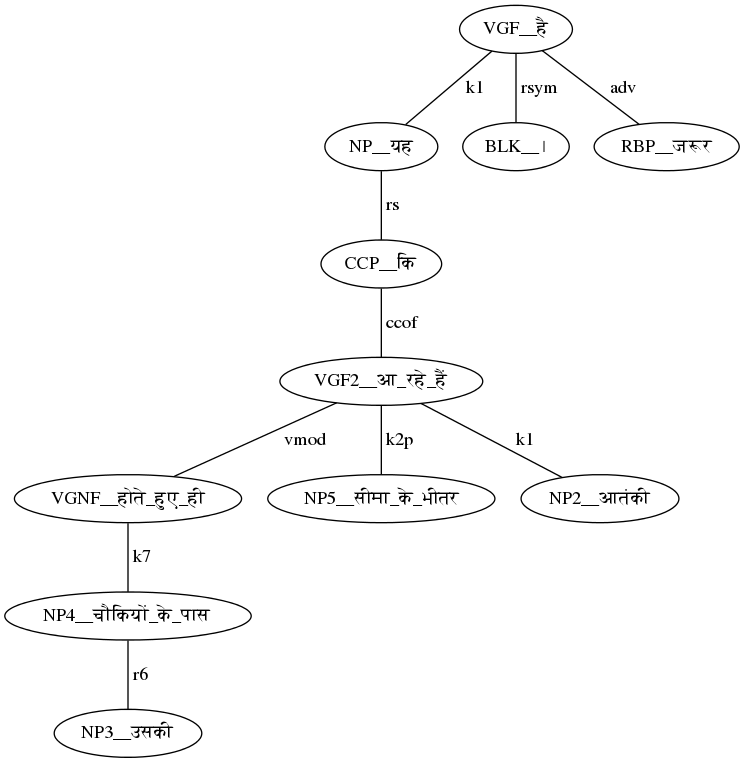 VGF__है
k1 rsym adv
NP__यह BLK__। RBP__जरूर
rs
CCP__कि
ccof
VGF2__आ_रहे_हैं
vmod k2p k1
VGNF__होते_हुए_ही NP5__सीमा_के_भीतर NP2__आतंकी
k7
NP4__चौकियों_के_पास
r6
NP3__उसकी